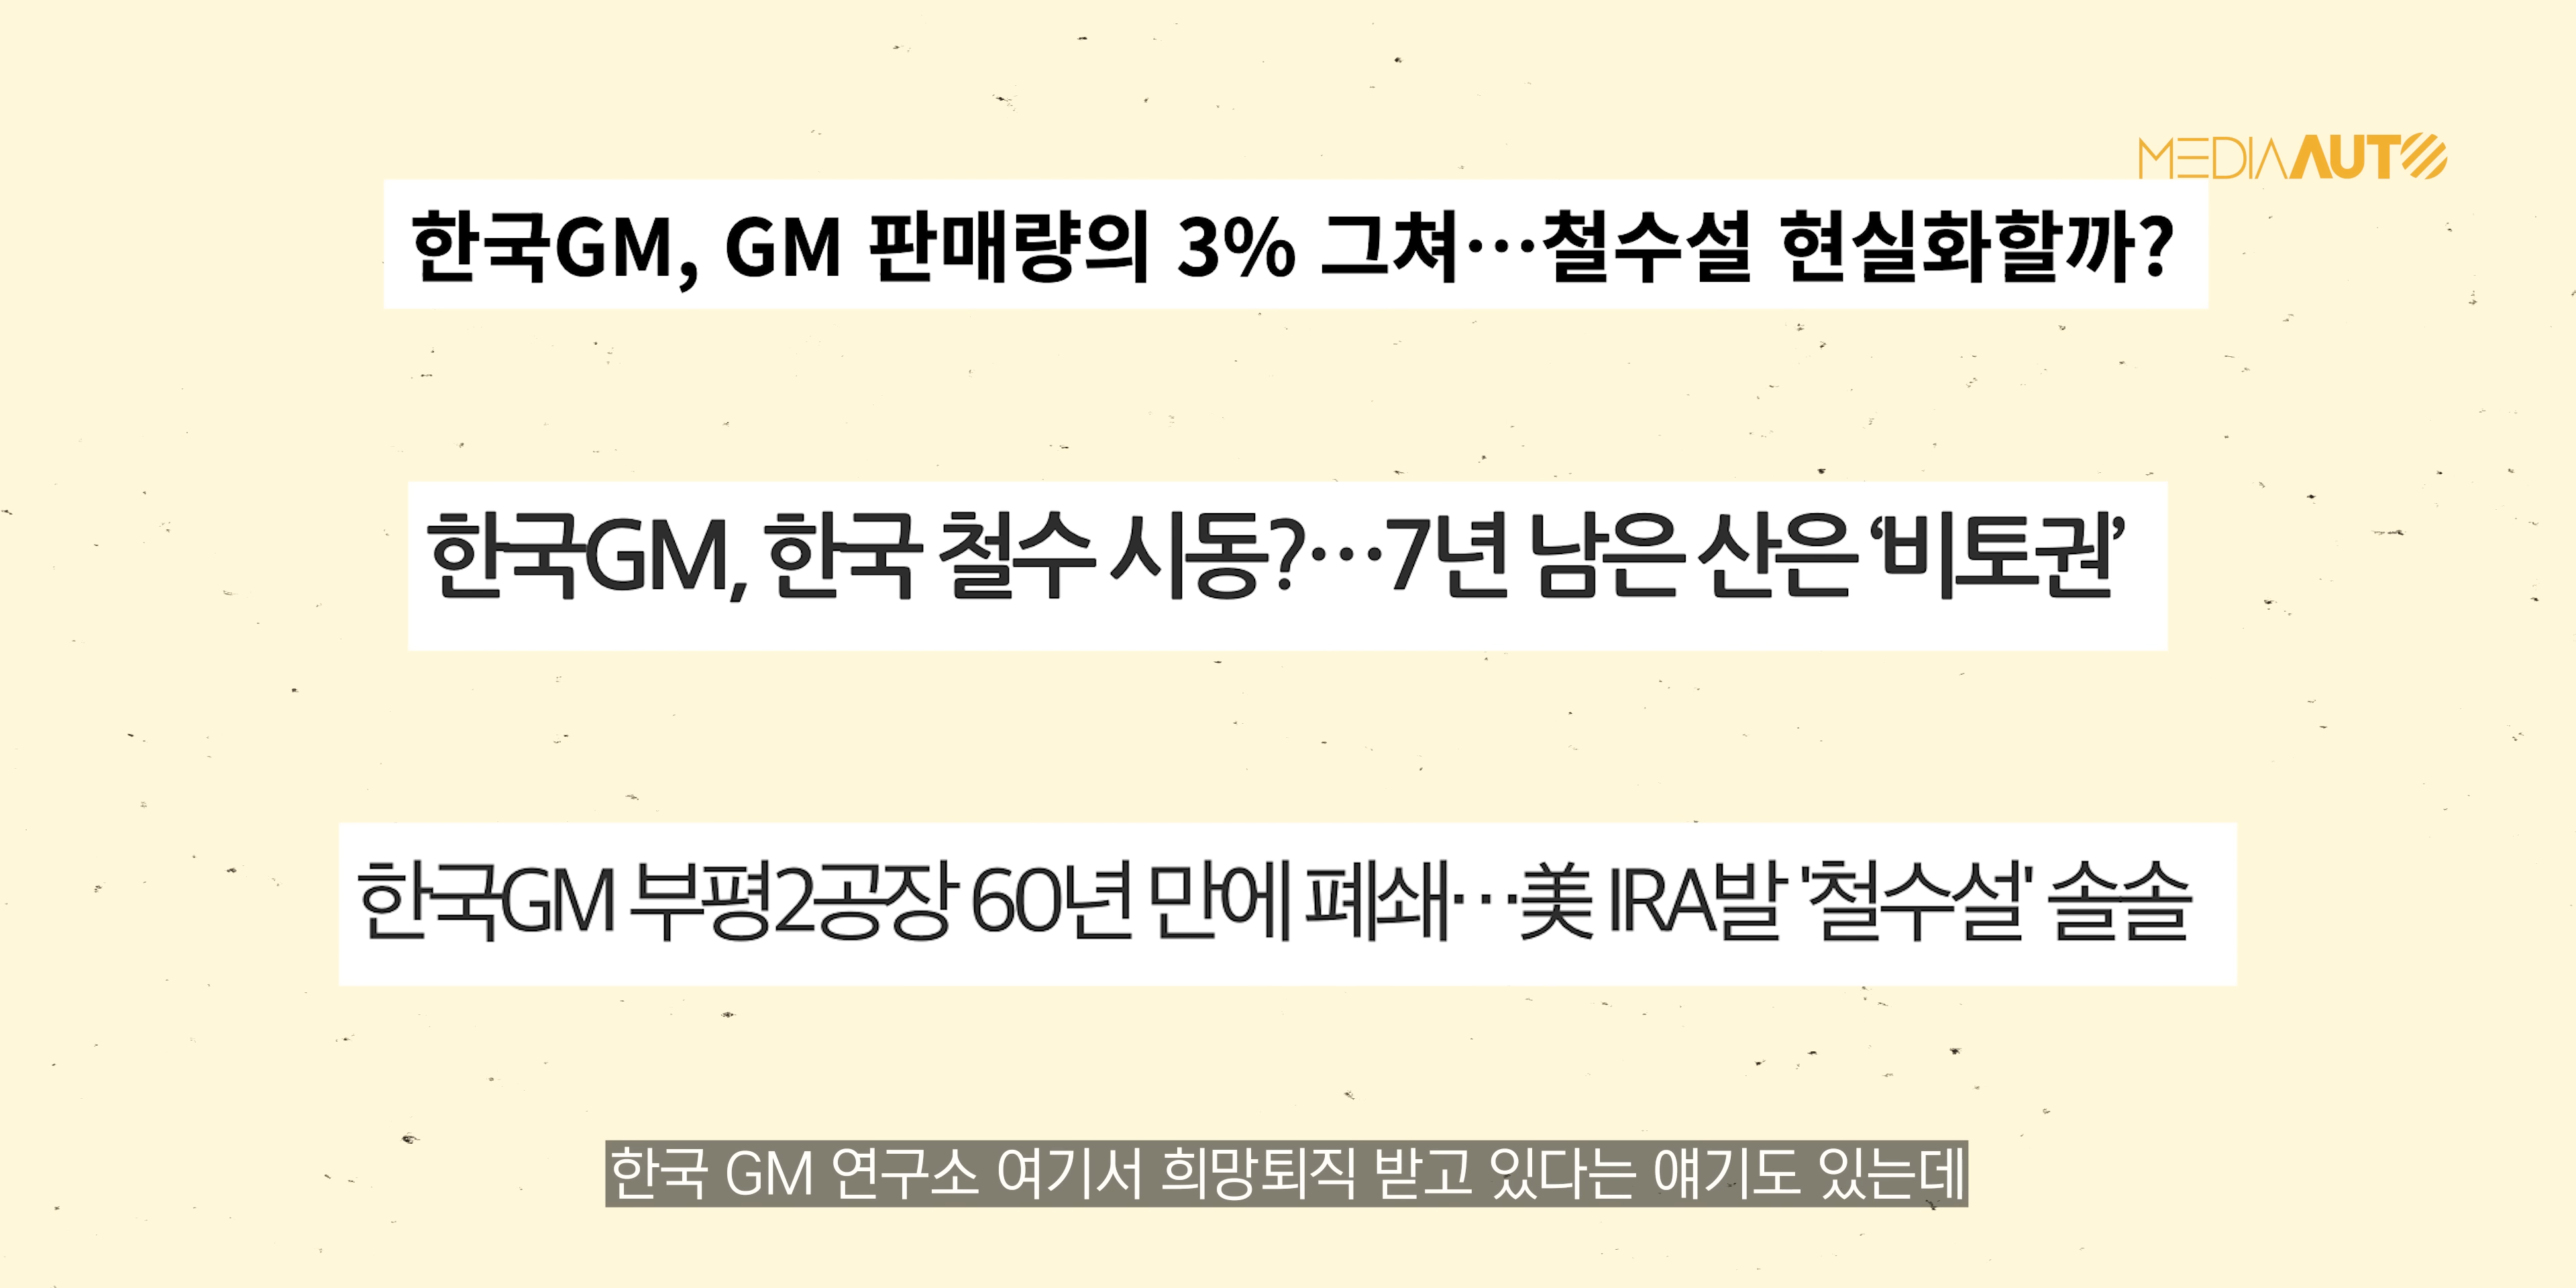 MEDIAAUTO
한국GM, GM 판매량의 3% 그쳐…철수설 현실화할까?
한국GM, 한국 철수 시동?…7년 남은 산은 ‘비토권’
한국GM 부평2공장 60년 만에 폐쇄…美 IRA발 '철수설' 솔솔
한국 GM 연구소 여기서 희망퇴직 받고 있다는 얘기도 있는데